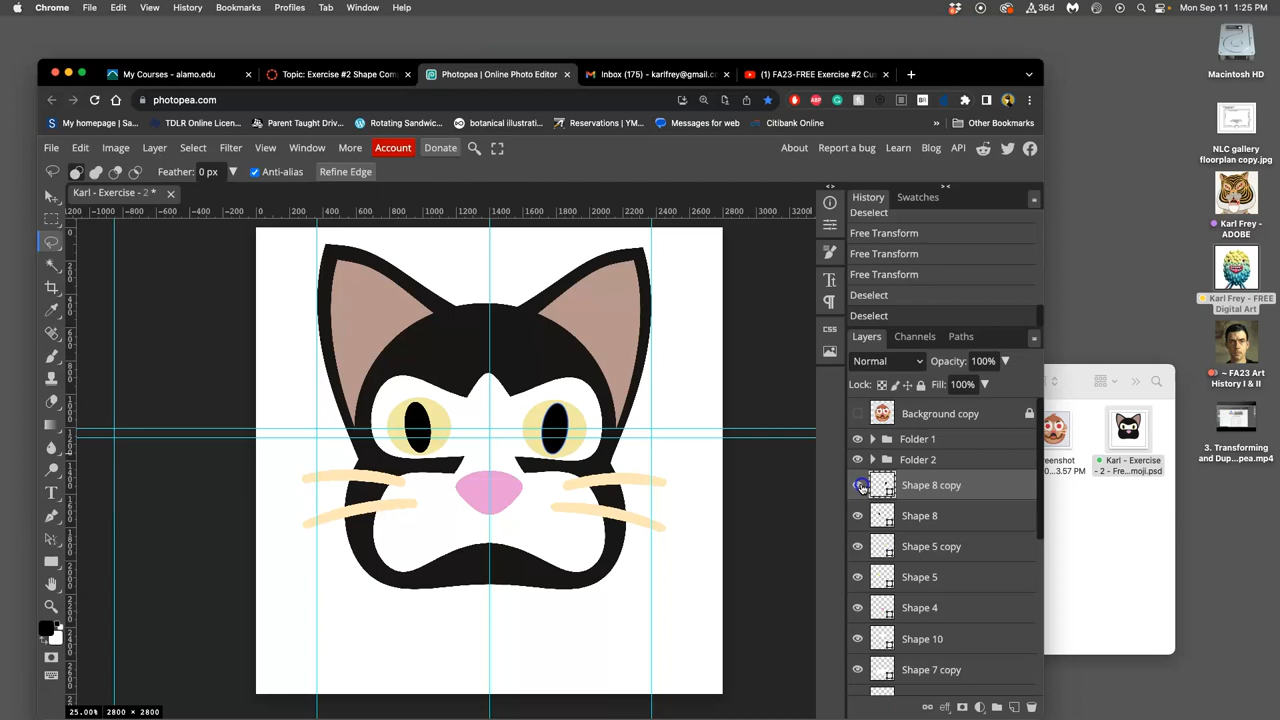 Chrome File Edit View History Bookmarks Profiles Tab Window Help 36d Mon Sep 11 1:25 PM
My Courses - alamo.edu Topic: Exercise #2 Shape Com Photopea | Online Photo Editor Inbox (175) - karlfrey@gmail.c (1) FA23-FREE Exercise #2 Cus
photopea.com
My homepage | Sa... TDLR Online Licen... Parent Taught Driv... Rotating Sandwic... botanical illustr... Reservations | YM... Messages for web Citibank Online Other Bookmarks
File Edit Image Layer Select Filter View Window More Account Donate About Report a bug Learn Blog API
Feather: 0 px Anti-alias Refine Edge
Karl - Exercise - 2 *
History Swatches
Deselect
Free Transform
Free Transform
Free Transform
Deselect
Deselect
Layers Channels Paths
Normal Opacity: 100%
Lock: Fill: 100%
Background copy
Folder 1
Folder 2
Shape 8 copy
Shape 8
Shape 5 copy
Shape 5
Shape 4
Shape 10
Shape 7 copy
CSS
eff
25.00% 2800 × 2800
Macintosh HD
NLC gallery
floorplan copy.jpg
Karl Frey -
ADOBE
Karl Frey - FREE
Digital Art
~ FA23 Art
History I & II
3. Transforming
and Dup...pea.mp4
Karl - Exercise
- 2 - Fre...moji.psd